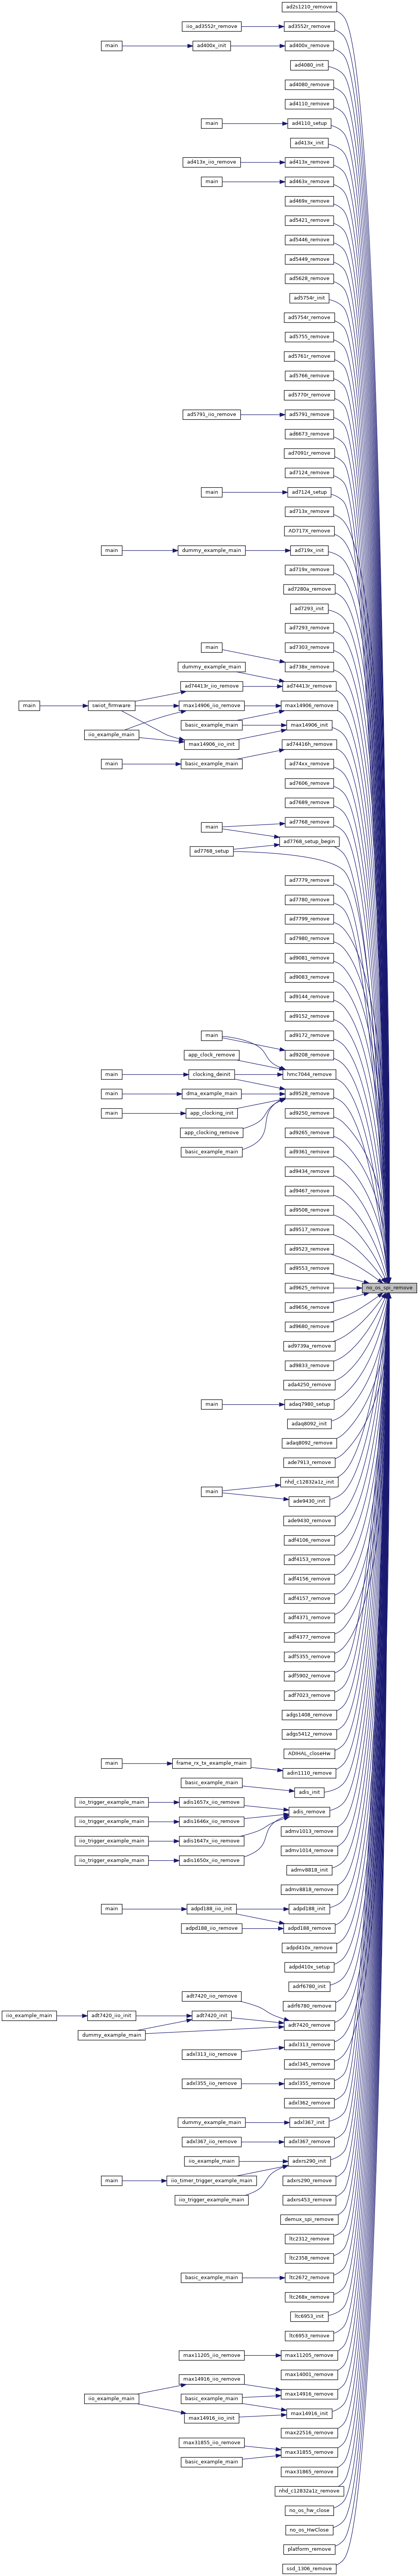 ad2s1210_remove
iio_ad3552r_remove
ad3552r_remove
main
ad400x_init
ad400x_remove
ad4080_init
ad4080_remove
ad4110_remove
main
ad4110_setup
ad413x_init
ad413x_iio_remove
ad413x_remove
main
ad463x_remove
ad469x_remove
ad5421_remove
ad5446_remove
ad5449_remove
ad5628_remove
ad5754r_init
ad5754r_remove
ad5755_remove
ad5761r_remove
ad5766_remove
ad5770r_remove
ad5791_iio_remove
ad5791_remove
ad6673_remove
ad7091r_remove
ad7124_remove
main
ad7124_setup
ad713x_remove
AD717X_remove
main
dummy_example_main
ad719x_init
ad719x_remove
ad7280a_remove
ad7293_init
ad7293_remove
main
ad7303_remove
dummy_example_main
ad738x_remove
ad74413r_iio_remove
ad74413r_remove
main
swiot_firmware
max14906_iio_remove
max14906_remove
basic_example_main
max14906_init
iio_example_main
max14906_iio_init
ad74416h_remove
main
basic_example_main
ad74xx_remove
ad7606_remove
ad7689_remove
main
ad7768_remove
ad7768_setup_begin
ad7768_setup
ad7779_remove
ad7780_remove
ad7799_remove
ad7980_remove
ad9081_remove
ad9083_remove
ad9144_remove
ad9152_remove
main
ad9172_remove
app_clock_remove
ad9208_remove
main
clocking_deinit
hmc7044_remove
main
dma_example_main
ad9528_remove
main
app_clocking_init
ad9250_remove
app_clocking_remove
ad9265_remove
basic_example_main
ad9361_remove
ad9434_remove
ad9467_remove
ad9508_remove
ad9517_remove
ad9523_remove
ad9553_remove
ad9625_remove
no_os_spi_remove
ad9656_remove
ad9680_remove
ad9739a_remove
ad9833_remove
ada4250_remove
main
adaq7980_setup
adaq8092_init
adaq8092_remove
ade7913_remove
nhd_c12832a1z_init
main
ade9430_init
ade9430_remove
adf4106_remove
adf4153_remove
adf4156_remove
adf4157_remove
adf4371_remove
adf4377_remove
adf5355_remove
adf5902_remove
adf7023_remove
adgs1408_remove
adgs5412_remove
ADIHAL_closeHw
main
frame_rx_tx_example_main
adin1110_remove
basic_example_main
adis_init
iio_trigger_example_main
adis1657x_iio_remove
adis_remove
iio_trigger_example_main
adis1646x_iio_remove
admv1013_remove
iio_trigger_example_main
adis1647x_iio_remove
admv1014_remove
iio_trigger_example_main
adis1650x_iio_remove
admv8818_init
admv8818_remove
main
adpd188_iio_init
adpd188_init
adpd188_iio_remove
adpd188_remove
adpd410x_remove
adpd410x_setup
adrf6780_init
adt7420_iio_remove
adrf6780_remove
iio_example_main
adt7420_iio_init
adt7420_init
adt7420_remove
dummy_example_main
adxl313_remove
adxl313_iio_remove
adxl345_remove
adxl355_iio_remove
adxl355_remove
adxl362_remove
dummy_example_main
adxl367_init
adxl367_iio_remove
adxl367_remove
iio_example_main
adxrs290_init
main
iio_timer_trigger_example_main
adxrs290_remove
iio_trigger_example_main
adxrs453_remove
demux_spi_remove
ltc2312_remove
ltc2358_remove
basic_example_main
ltc2672_remove
ltc268x_remove
ltc6953_init
ltc6953_remove
max11205_iio_remove
max11205_remove
max14001_remove
max14916_iio_remove
max14916_remove
iio_example_main
basic_example_main
max14916_init
max14916_iio_init
max22516_remove
max31855_iio_remove
max31855_remove
basic_example_main
max31865_remove
nhd_c12832a1z_remove
no_os_hw_close
no_os_HwClose
platform_remove
ssd_1306_remove